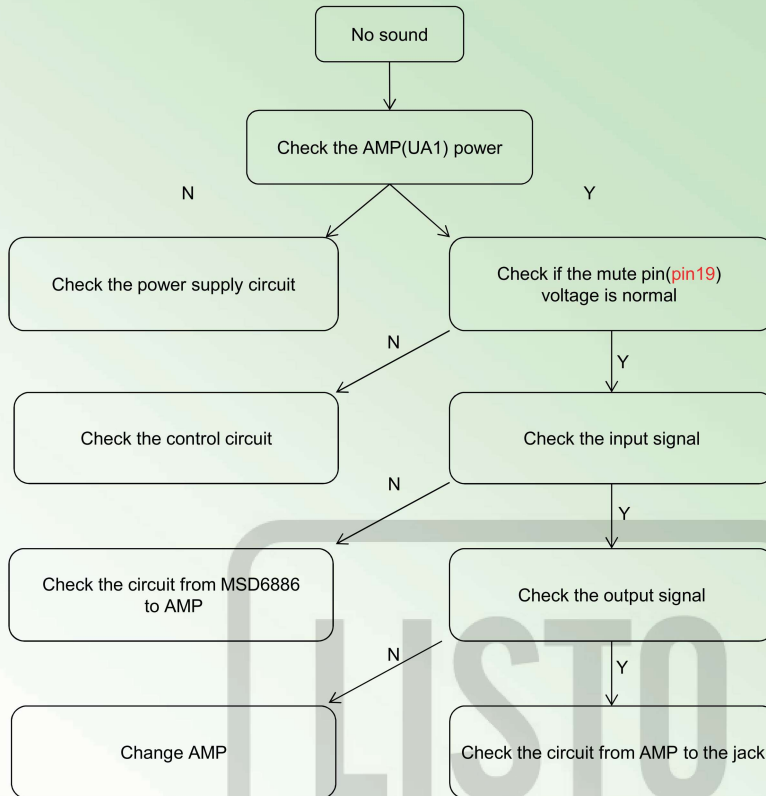 No sound
Check the AMP(UA1) power
N
Y
Check the power supply circuit
Check if the mute pin(pin19)
voltage is normal
N
Y
Check the control circuit
Check the input signal
N
Y
Check the circuit from MSD6886
to AMP
Check the output signal
N
Y
Change AMP
Check the circuit from AMP to the jack
LISTO